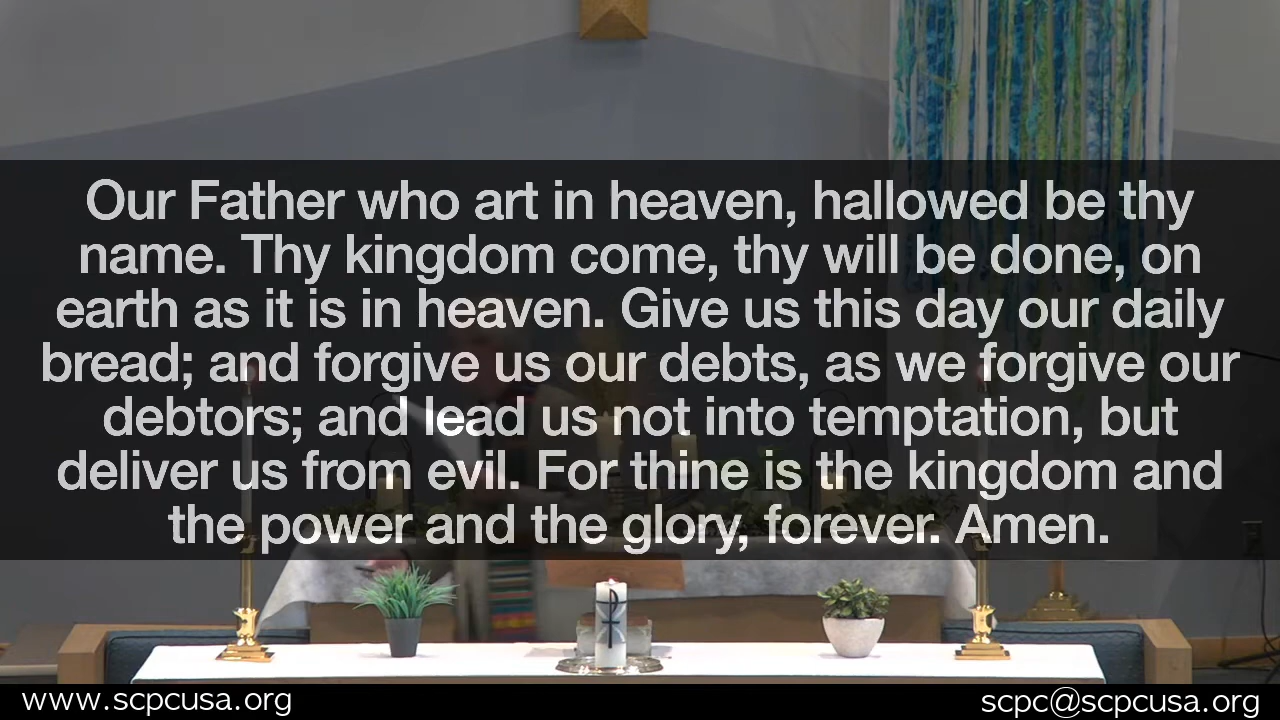 Our Father who art in heaven, hallowed be thy
name. Thy kingdom come, thy will be done, on
earth as it is in heaven. Give us this day our daily
bread; and forgive us our debts, as we forgive our
debtors; and lead us not into temptation, but
deliver us from evil. For thine is the kingdom and
the power and the glory, forever. Amen.
www.scpcusa.org
scpc@scpcusa.org